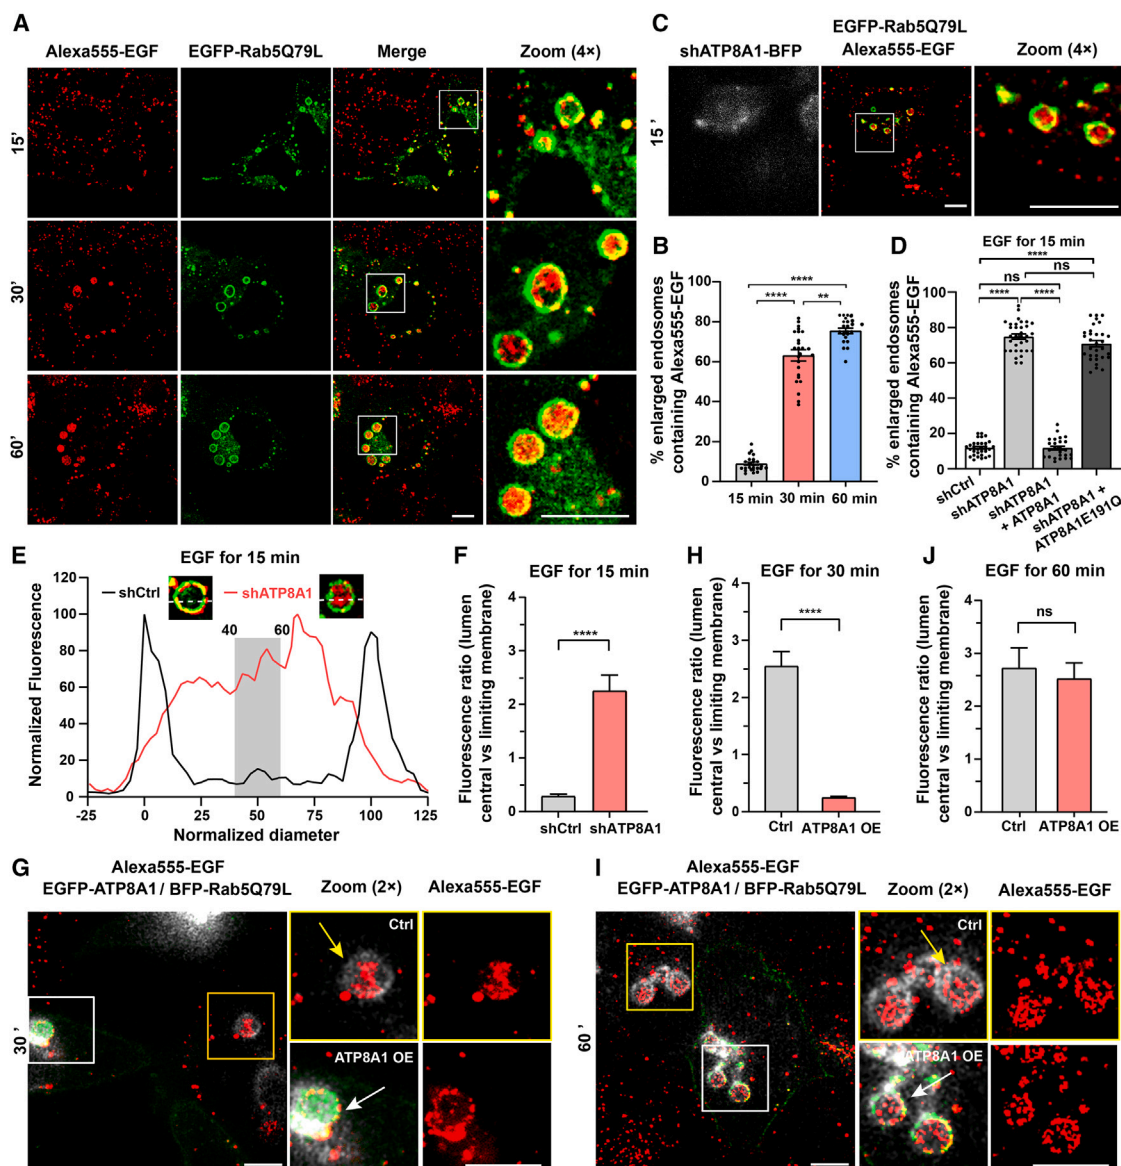 A
Alexa555-EGF
EGFP-Rab5Q79L
Merge
Zoom (4×)
15'
30'
60'
C
shATP8A1-BFP
EGFP-Rab5Q79L
Alexa555-EGF
Zoom (4×)
15'
B
% enlarged endosomes
containing Alexa555-EGF
100
80
60
40
20
0
****
****
**
15 min
30 min
60 min
D
EGF for 15 min
% enlarged endosomes
containing Alexa555-EGF
100
80
60
40
20
0
****
ns
ns
****
****
shCtrl
shATP8A1
shATP8A1
+ ATP8A1
shATP8A1 +
ATP8A1E191Q
E
EGF for 15 min
Normalized Fluorescence
120
100
80
60
40
20
0
shCtrl
shATP8A1
40
60
-25
0
25
50
75
100
125
Normalized diameter
F
EGF for 15 min
Fluorescence ratio (lumen
central vs limiting membrane)
4
3
2
1
0
****
shCtrl
shATP8A1
H
EGF for 30 min
Fluorescence ratio (lumen
central vs limiting membrane)
4
3
2
1
0
****
Ctrl
ATP8A1 OE
J
EGF for 60 min
Fluorescence ratio (lumen
central vs limiting membrane)
4
3
2
1
0
ns
Ctrl
ATP8A1 OE
G
Alexa555-EGF
EGFP-ATP8A1 / BFP-Rab5Q79L
Zoom (2×)
Alexa555-EGF
30'
Ctrl
ATP8A1 OE
I
Alexa555-EGF
EGFP-ATP8A1 / BFP-Rab5Q79L
Zoom (2×)
Alexa555-EGF
60'
Ctrl
ATP8A1 OE